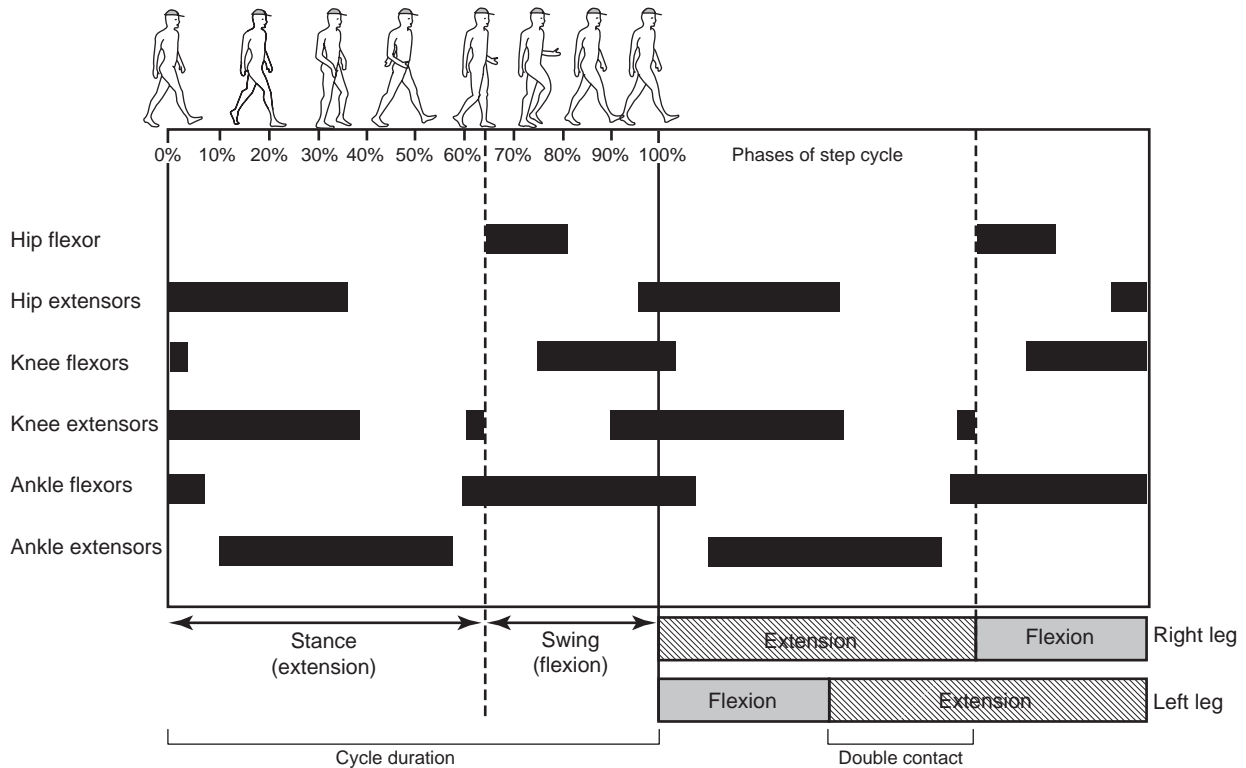 0% 10% 20% 30% 40% 50% 60% 70% 80% 90% 100% Phases of step cycle
Hip flexor
Hip extensors
Knee flexors
Knee extensors
Ankle flexors
Ankle extensors
Stance
(extension)
Swing
(flexion)
Extension Flexion Right leg
Flexion Extension Left leg
Cycle duration Double contact